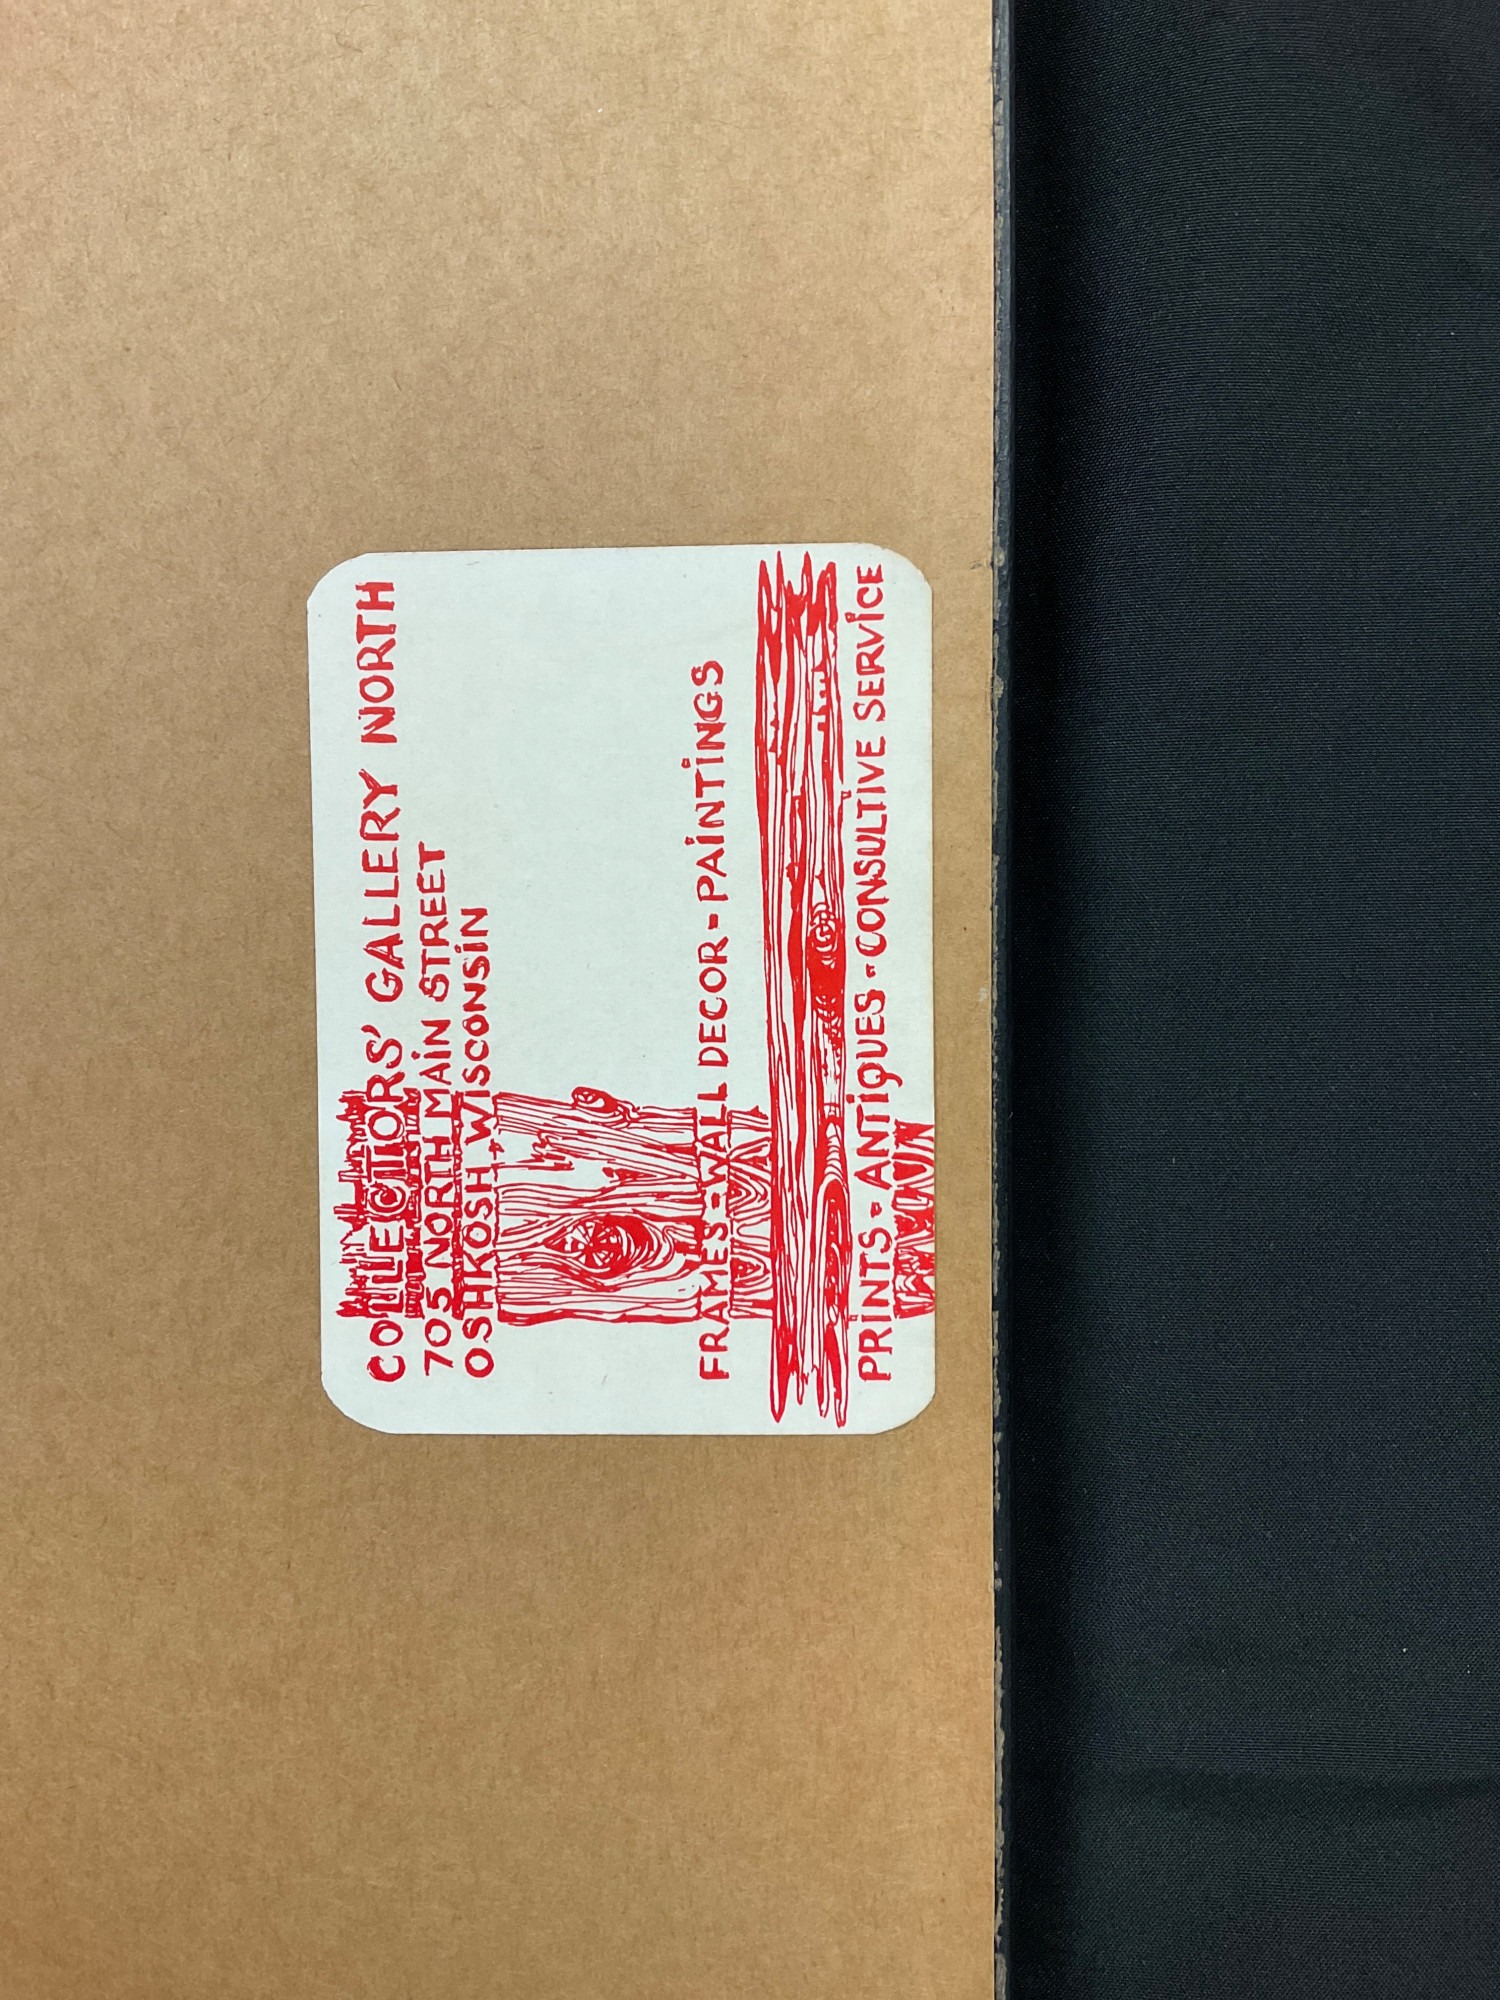 COLLECTORS' GALLERY NORTH
705 NORTH MAIN STREET
OSHKOSH, WISCONSIN
FRAMES - WALL DECOR - PAINTINGS
PRINTS - ANTIQUES - CONSULTIVE SERVICE